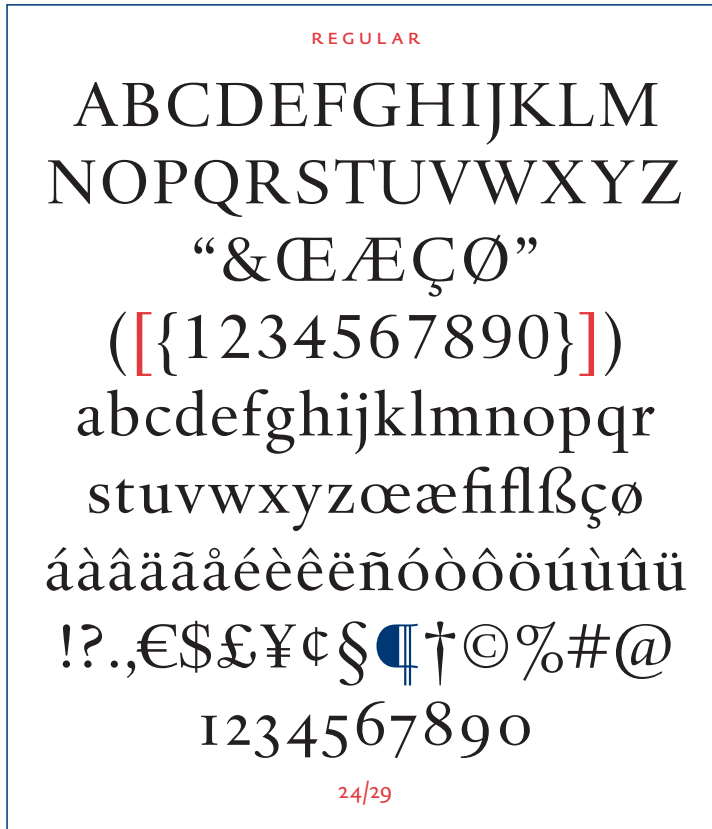 REGULAR
ABCDEFGHIJKLM
NOPQRSTUVWXYZ
“&ŒÆÇØ”
([{1234567890}])
abcdefghijklmnopqr
stuvwxyzœæfiflßçø
áàâäãåéèêëñóòôöúùûü
!?.,€$£¥¢§¶†©%#@
1234567890
24/29